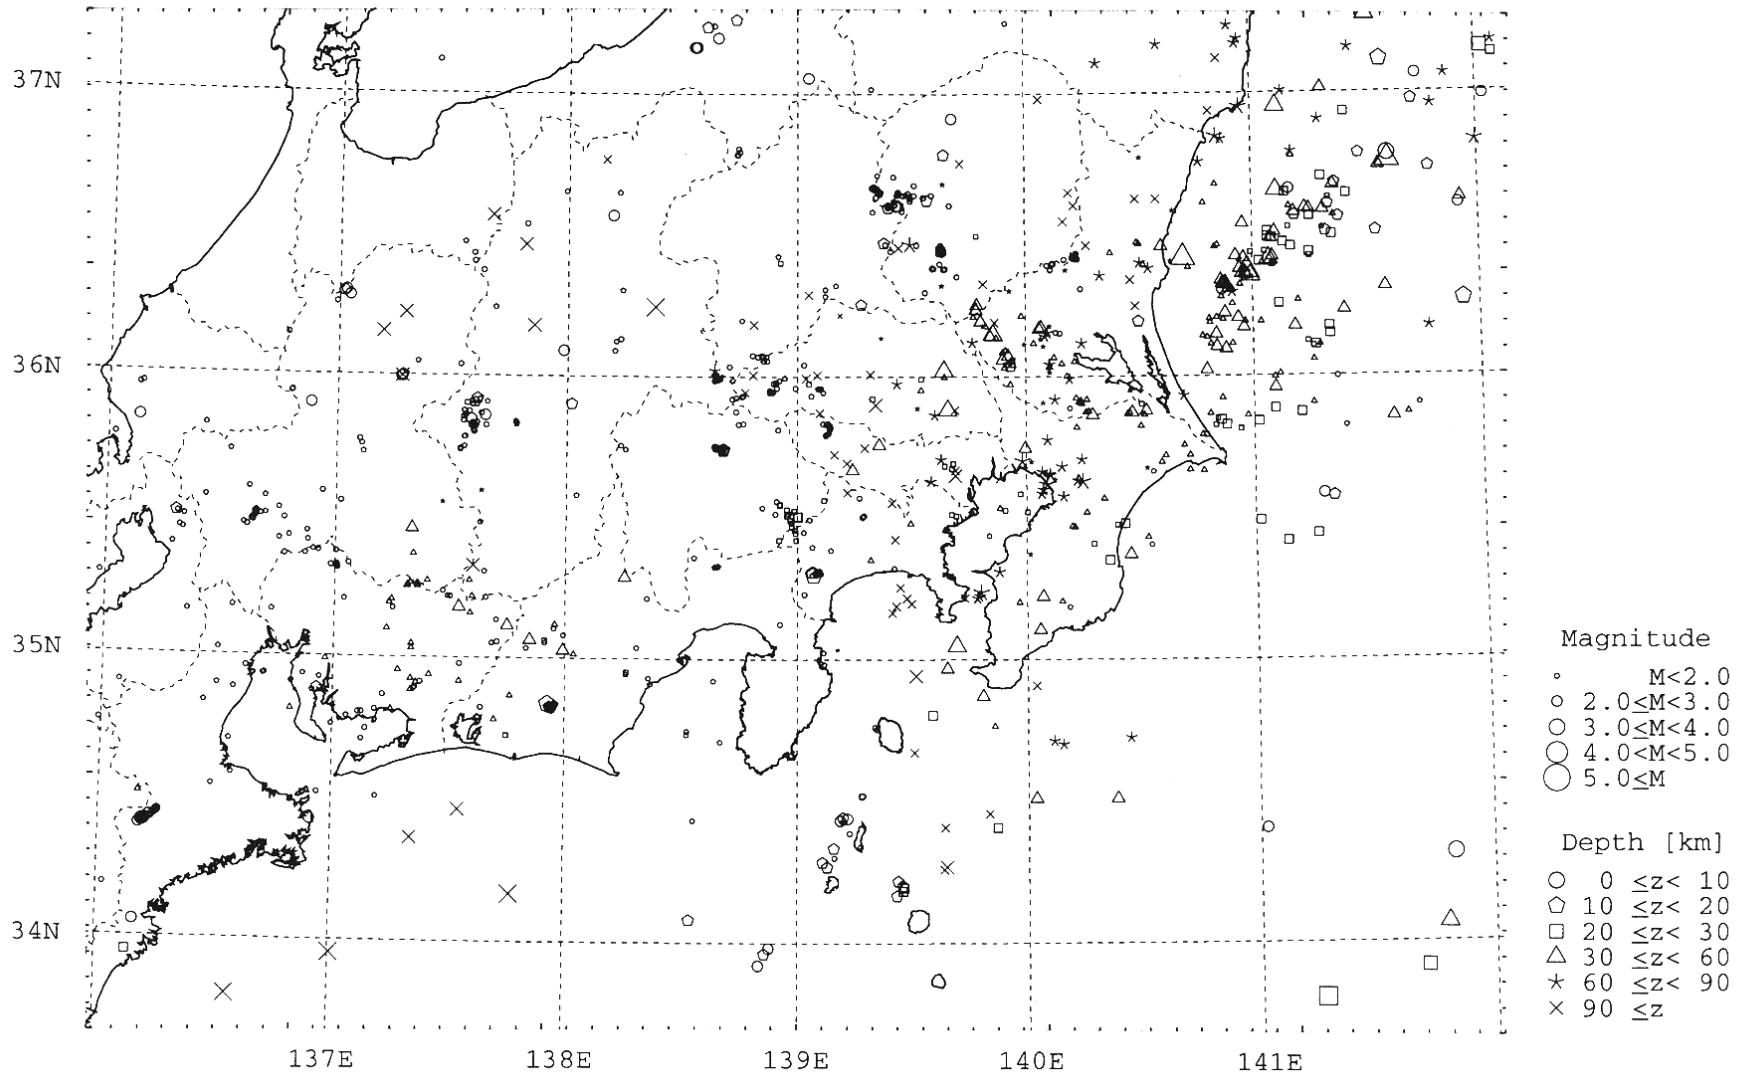 37N
36N
35N
34N
137E 138E 139E 140E 141E
Magnitude
M<2.0
2.0≤M<3.0
3.0≤M<4.0
4.0≤M<5.0
5.0≤M
Depth [km]
0 ≤z< 10
10 ≤z< 20
20 ≤z< 30
30 ≤z< 60
60 ≤z< 90
90 ≤z